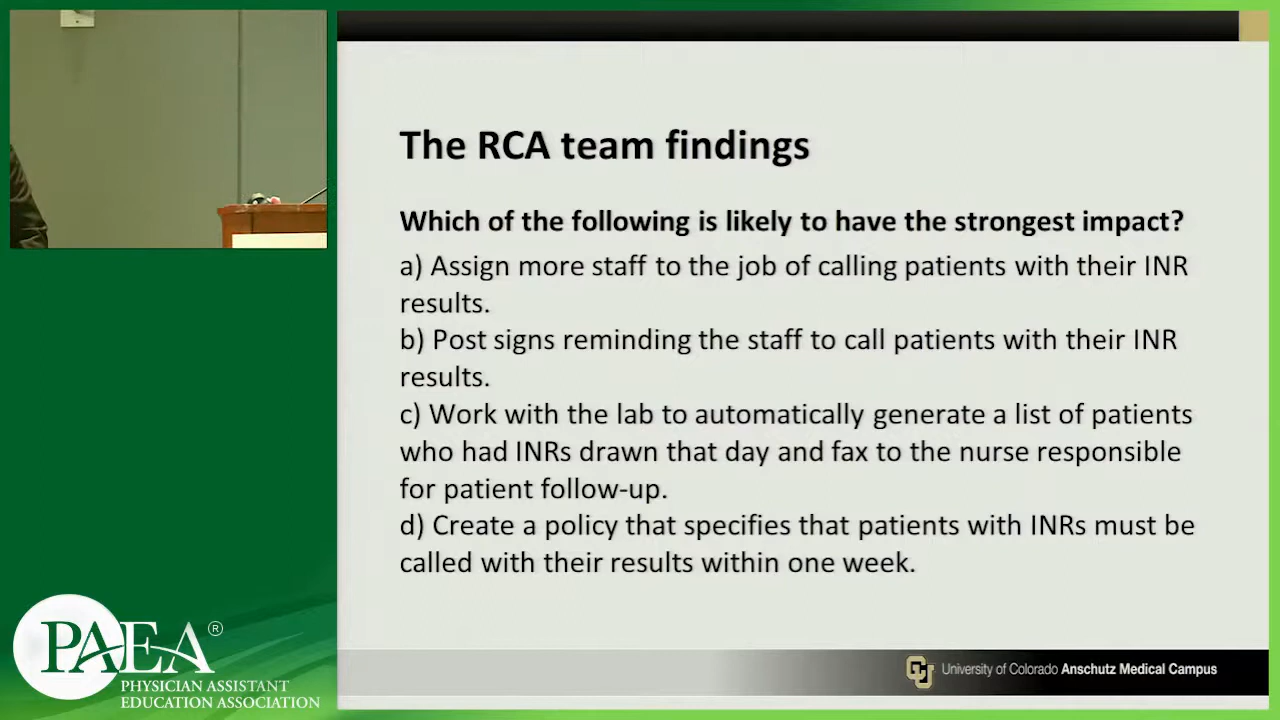 The RCA team findings
Which of the following is likely to have the strongest impact?
a) Assign more staff to the job of calling patients with their INR
results.
b) Post signs reminding the staff to call patients with their INR
results.
c) Work with the lab to automatically generate a list of patients
who had INRs drawn that day and fax to the nurse responsible
for patient follow-up.
d) Create a policy that specifies that patients with INRs must be
called with their results within one week.
PAEA®
PHYSICIAN ASSISTANT
EDUCATION ASSOCIATION
CU University of Colorado Anschutz Medical Campus